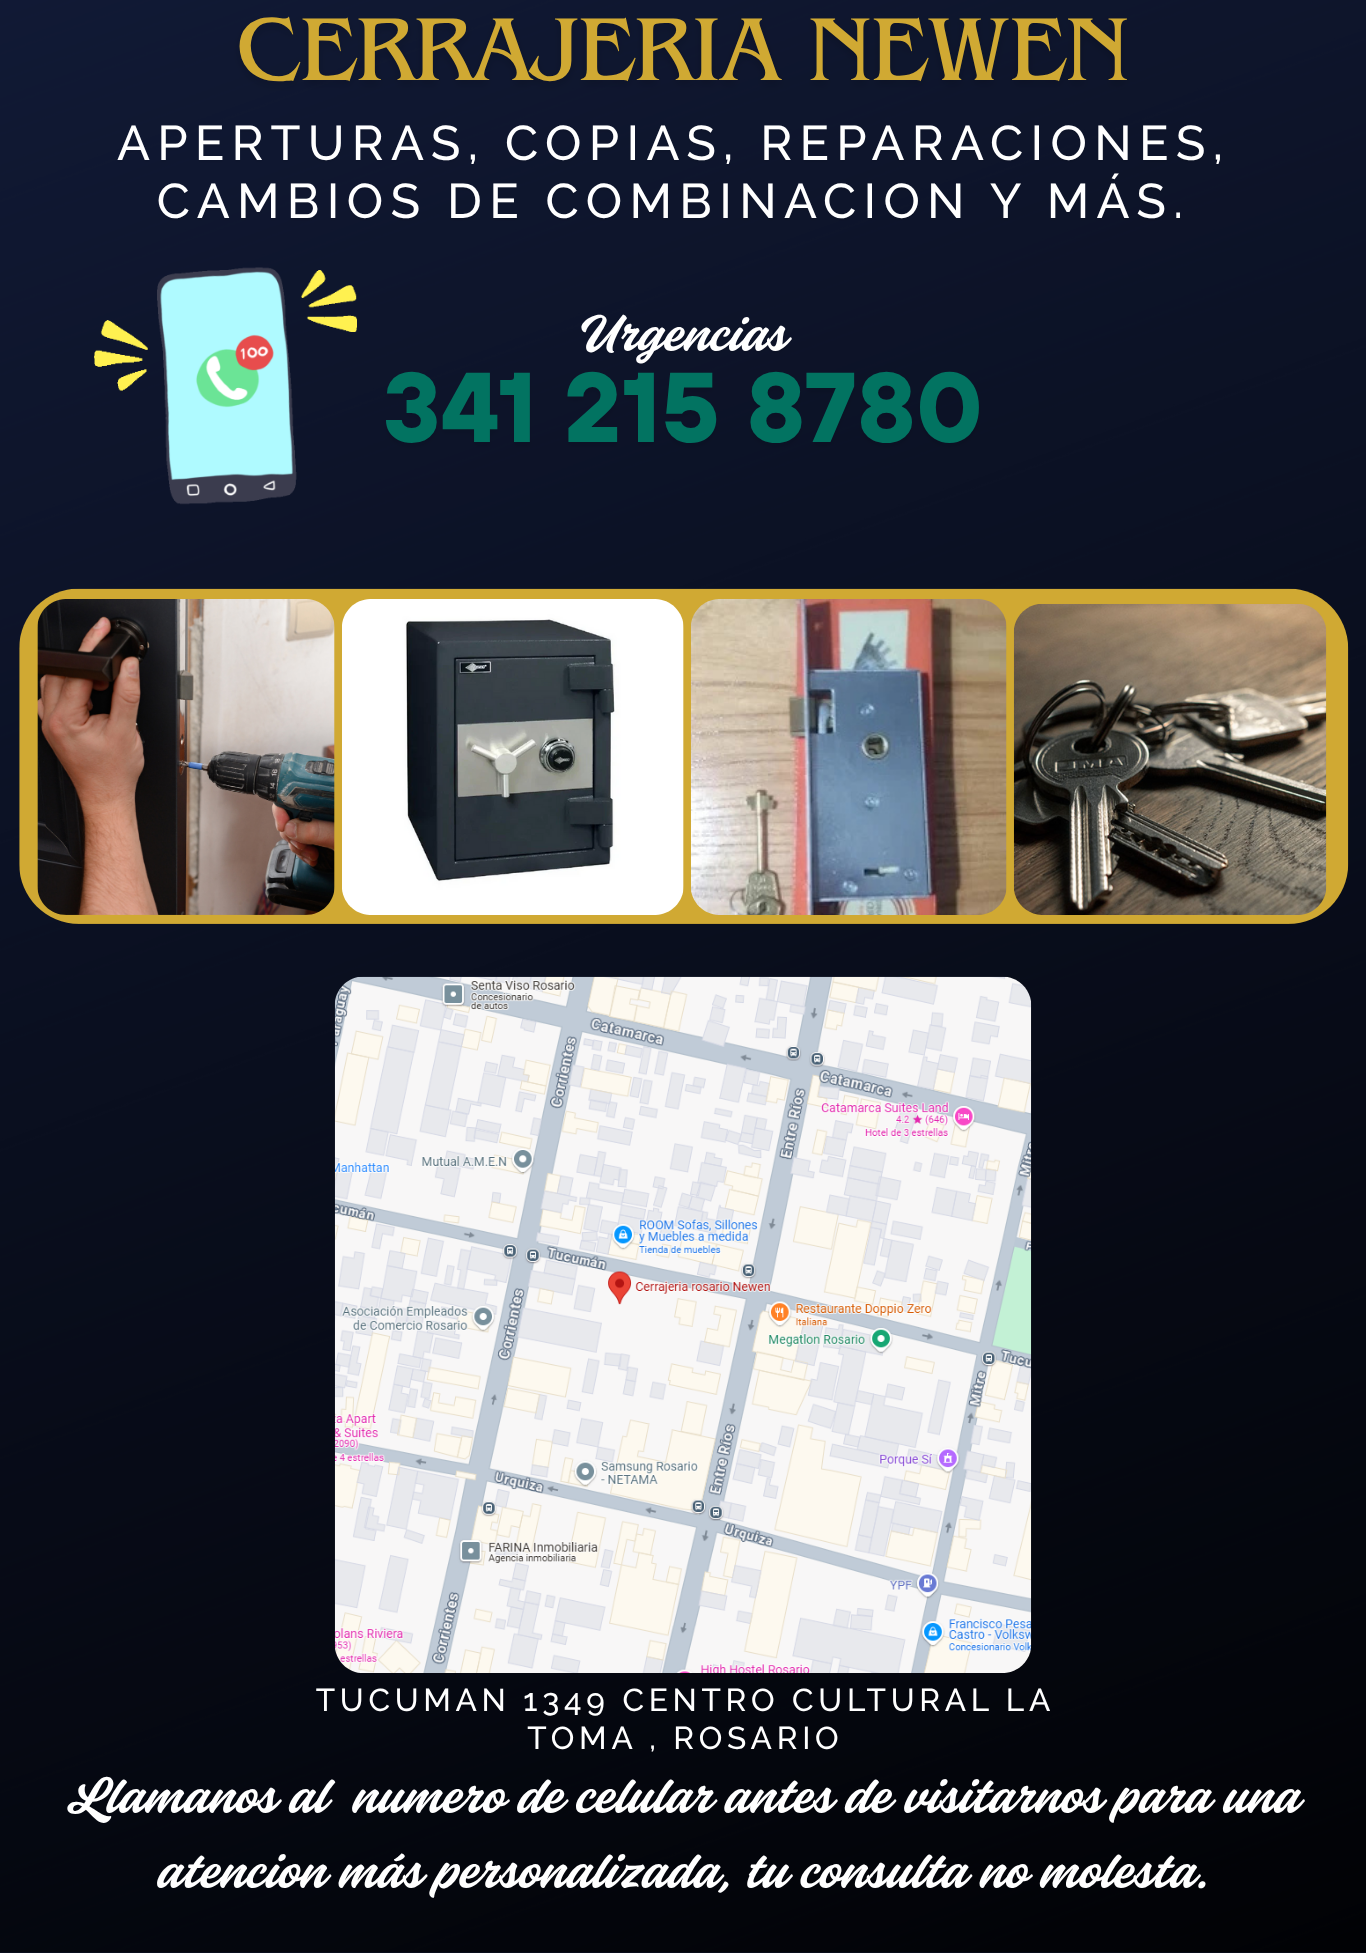 CERRAJERIA NEWEN
APERTURAS, COPIAS, REPARACIONES,
CAMBIOS DE COMBINACION Y MÁS.
100
Urgencias
341 215 8780
Senta Viso Rosario
Concesionario
de autos
Catamarca
Corrientes
Entre Ríos
Catamarca
Catamarca Suites Land
4.2 ★ (646)
Hotel de 3 estrellas
Mutual A.M.E.N
Manhattan
ROOM Sofas, Sillones
y Muebles a medida
Tienda de muebles
Tucumán
Cerrajeria rosario Newen
Asociación Empleados
de Comercio Rosario
Corrientes
Restaurante Doppio Zero
Italiana
Megatlon Rosario
Mitre
Apart
& Suites
2090)
4 estrellas
Entre Ríos
Porque Sí
Samsung Rosario
- NETAMA
Urquiza
Urquiza
FARINA Inmobiliaria
Agencia inmobiliaria
YPF
Corrientes
Francisco Pesa
Castro - Volksw
Concesionario Volk
plans Riviera
953)
estrellas
High Hostel Rosario
TUCUMAN 1349 CENTRO CULTURAL LA
TOMA , ROSARIO
Llamanos al numero de celular antes de visitarnos para una
atencion más personalizada, tu consulta no molesta.